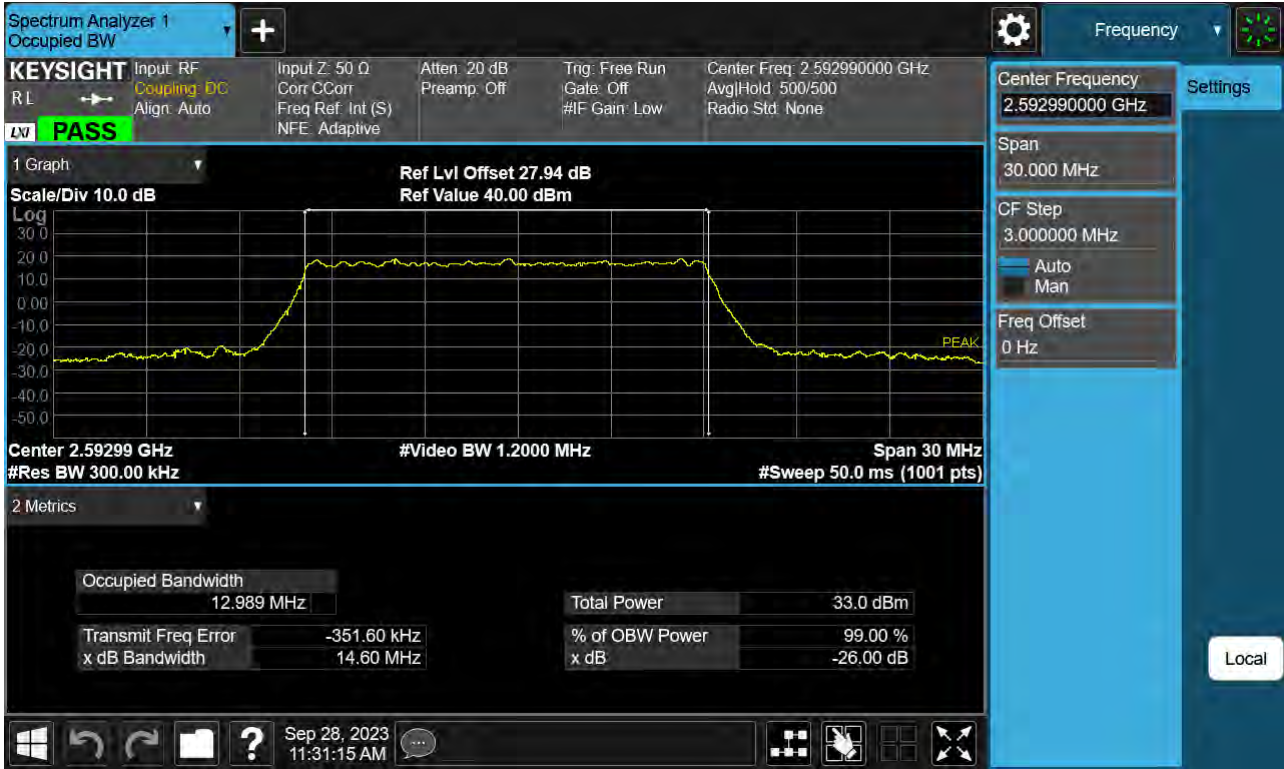 Spectrum Analyzer 1
Occupied BW
Frequency
KEYSIGHT
R L
LXI
PASS
Input: RF
Coupling: DC
Align: Auto
Input Z: 50 Ω
Corr CCorr
Freq Ref: Int (S)
NFE: Adaptive
Atten: 20 dB
Preamp: Off
Trig: Free Run
Gate: Off
#IF Gain: Low
Center Freq: 2.592990000 GHz
Avg|Hold: 500/500
Radio Std: None
1 Graph
Scale/Div 10.0 dB
Ref Lvl Offset 27.94 dB
Ref Value 40.00 dBm
Log
30.0
20.0
10.0
0.00
-10.0
-20.0
-30.0
-40.0
-50.0
PEAK
Center 2.59299 GHz
#Video BW 1.2000 MHz
Span 30 MHz
#Res BW 300.00 kHz
#Sweep 50.0 ms (1001 pts)
2 Metrics
Occupied Bandwidth
12.989 MHz
Total Power 33.0 dBm
Transmit Freq Error -351.60 kHz
% of OBW Power 99.00 %
x dB Bandwidth 14.60 MHz
x dB -26.00 dB
Center Frequency
2.592990000 GHz
Settings
Span
30.000 MHz
CF Step
3.000000 MHz
Auto
Man
Freq Offset
0 Hz
Local
?
Sep 28, 2023
11:31:15 AM